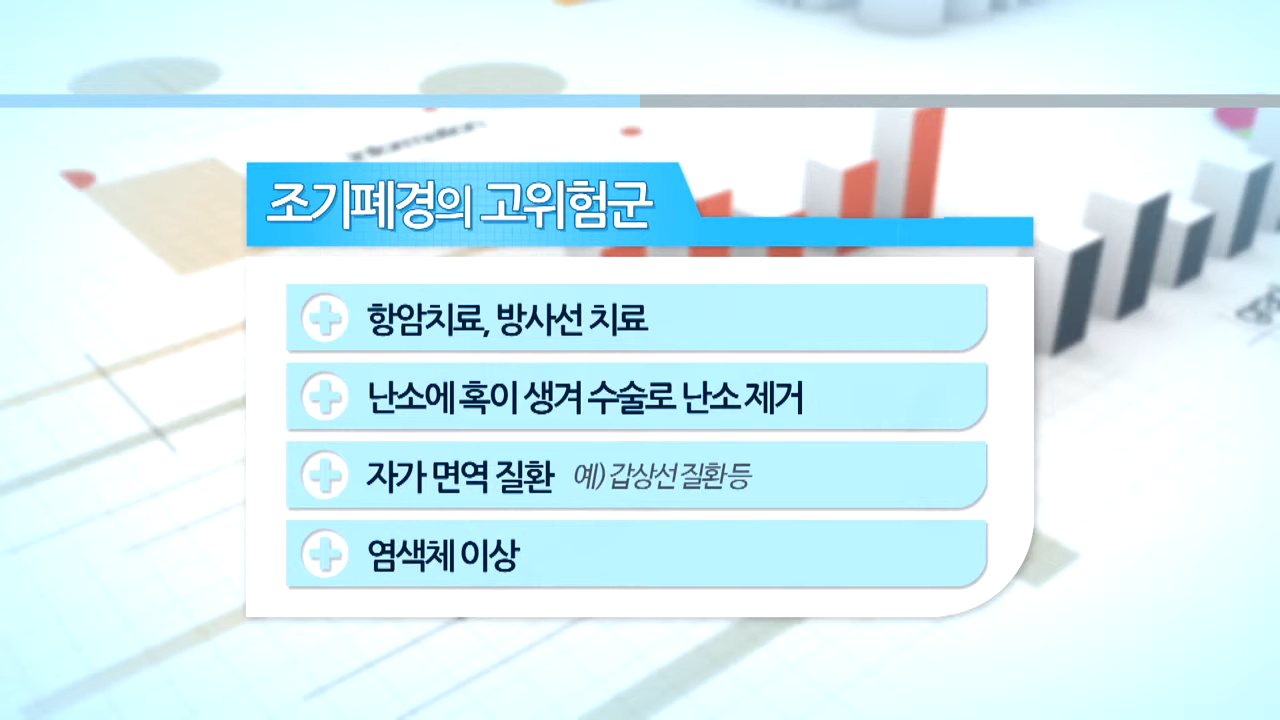 조기폐경의 고위험군
항암치료, 방사선 치료
난소에 혹이 생겨 수술로 난소 제거
자가 면역 질환 예) 갑상선 질환 등
염색체 이상